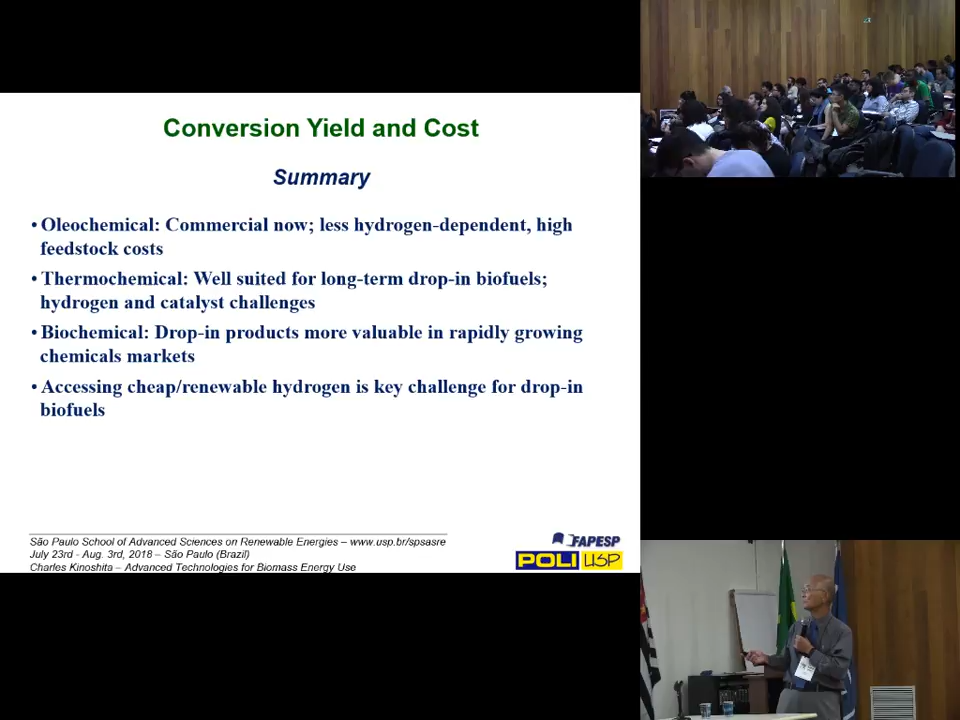 Conversion Yield and Cost
Summary
• Oleochemical: Commercial now; less hydrogen-dependent, high
feedstock costs
• Thermochemical: Well suited for long-term drop-in biofuels;
hydrogen and catalyst challenges
• Biochemical: Drop-in products more valuable in rapidly growing
chemicals markets
• Accessing cheap/renewable hydrogen is key challenge for drop-in
biofuels
São Paulo School of Advanced Sciences on Renewable Energies – www.usp.br/spsasre
July 23rd - Aug. 3rd, 2018 – São Paulo (Brazil)
Charles Kinoshita – Advanced Technologies for Biomass Energy Use
FAPESP
POLI USP